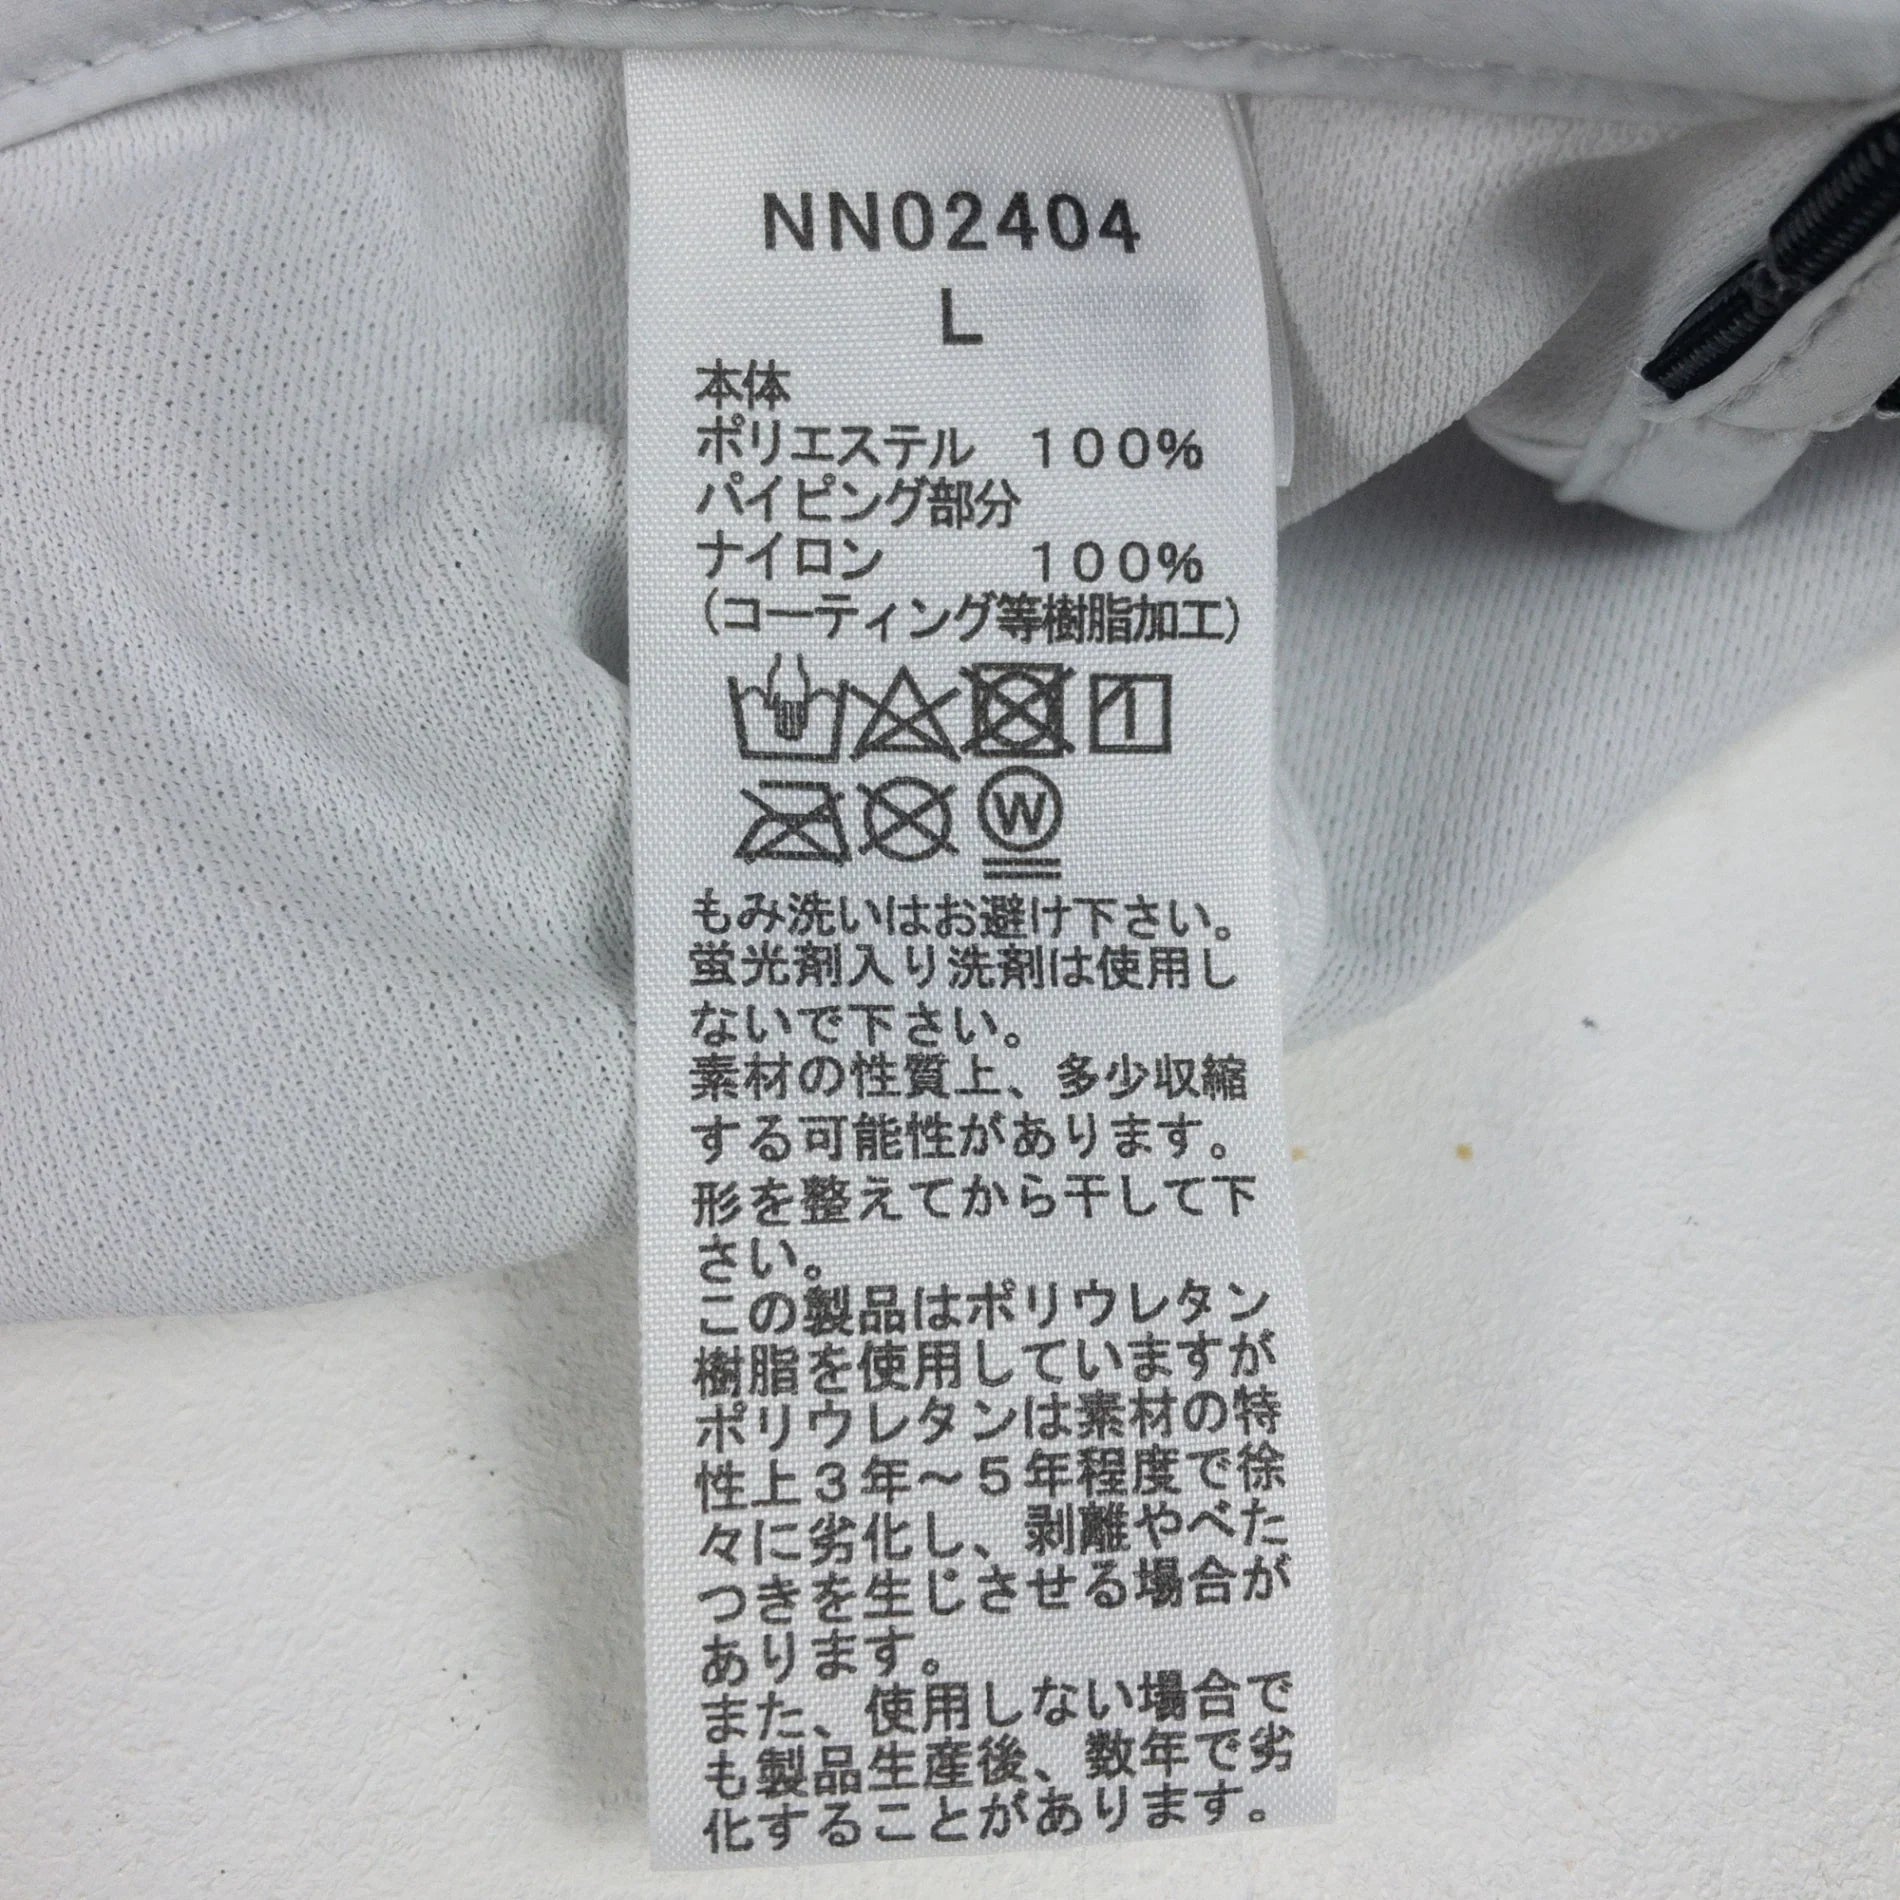 NN02404
L
本体
ポリエステル　１００％
パイピング部分
ナイロン　　　１００％
（コーティング等樹脂加工）
W
もみ洗いはお避け下さい。
蛍光剤入り洗剤は使用し
ないで下さい。
素材の性質上、多少収縮
する可能性があります。
形を整えてから干して下
さい。
この製品はポリウレタン
樹脂を使用していますが
ポリウレタンは素材の特
性上３年～５年程度で徐
々に劣化し、剥離やべた
つきを生じさせる場合が
あります。
また、使用しない場合で
も製品生産後、数年で劣
化することがあります。